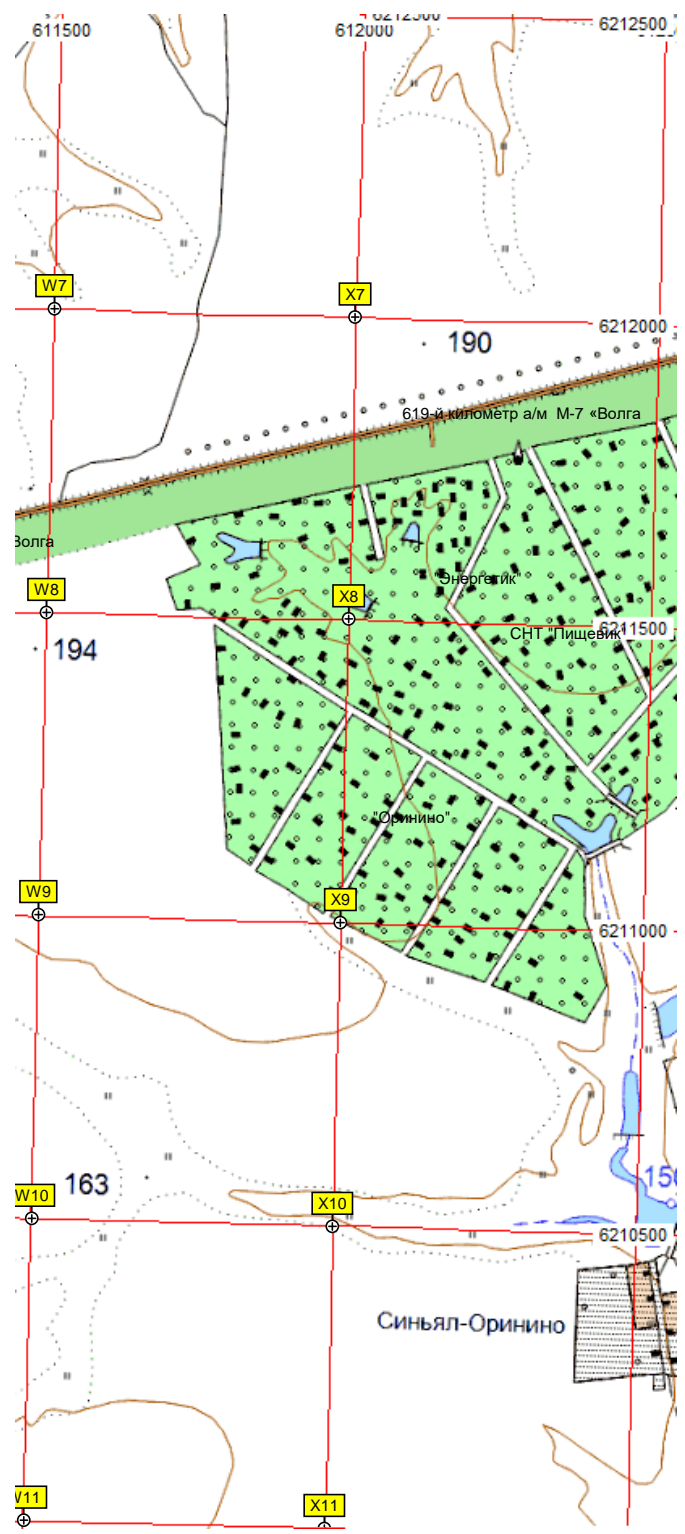 611500
612000
6212500
6212500
W7
X7
6212000
190
619-й километр а/м М-7 «Волга
Волга
"Энергетик"
W8
X8
6211500
СНТ "Пищевик"
194
"Оринино"
W9
X9
6211000
163
W10
X10
6210500
Синьял-Оринино
W11
X11